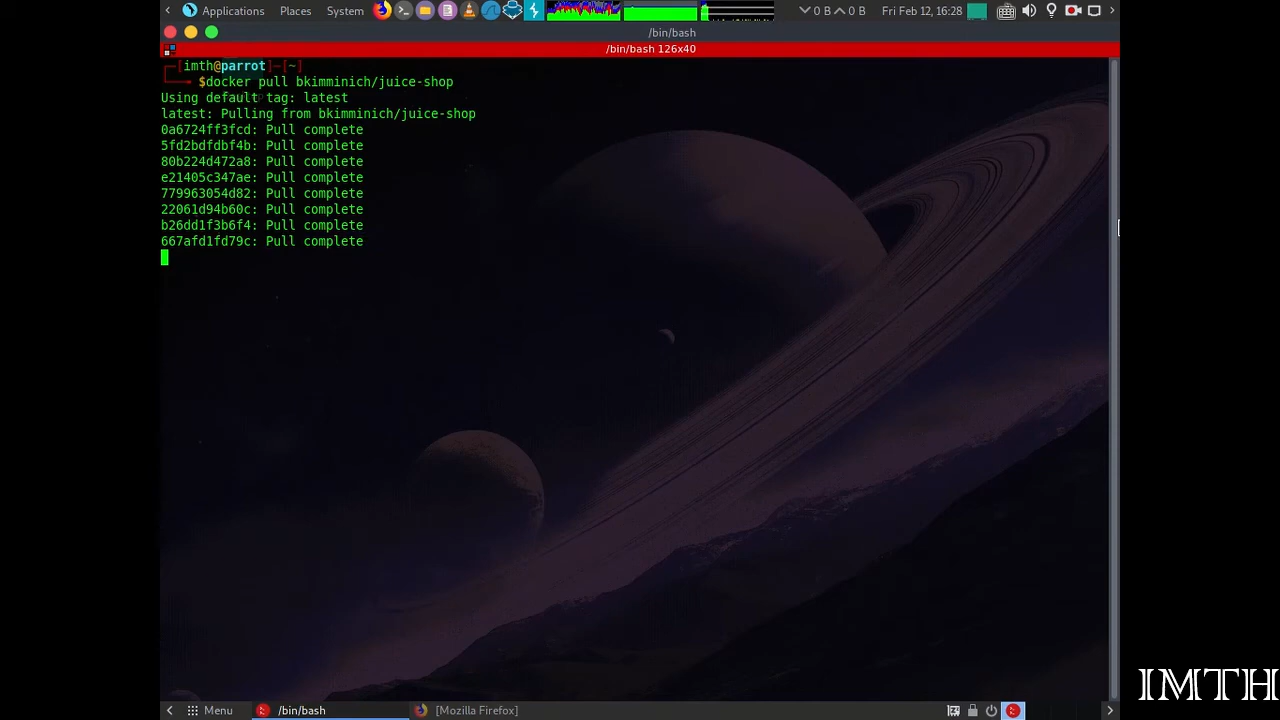 Applications Places System 0 B 0 B Fri Feb 12, 16:28
/bin/bash
/bin/bash 126x40
[imth@parrot]-[~]
$docker pull bkimminich/juice-shop
Using default tag: latest
latest: Pulling from bkimminich/juice-shop
0a6724ff3fcd: Pull complete
5fd2bdfdbf4b: Pull complete
80b224d472a8: Pull complete
e21405c347ae: Pull complete
779963054d82: Pull complete
22061d94b60c: Pull complete
b26dd1f3b6f4: Pull complete
667afd1fd79c: Pull complete
IMTH
Menu /bin/bash [Mozilla Firefox]